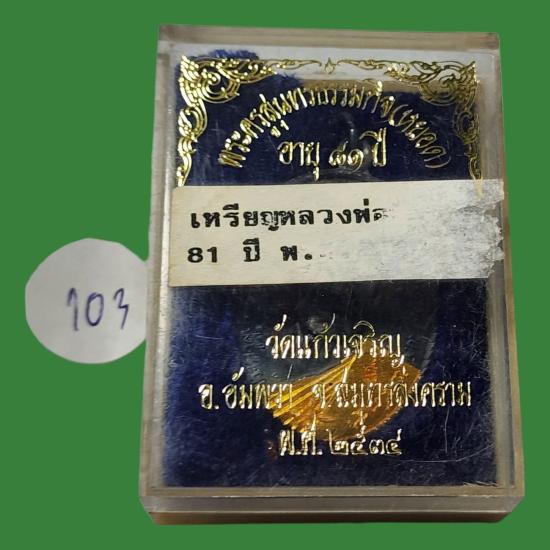 พระครูสุนทรธรรมกิจ(หยอด)
อายุ ๘๑ ปี
เหรียญหลวงพ่อ
81 ปี พ.
วัดแก้วเจริญ
อ.อัมพวา จ.สมุทรสงคราม
พ.ศ. ๒๕๓๔
103